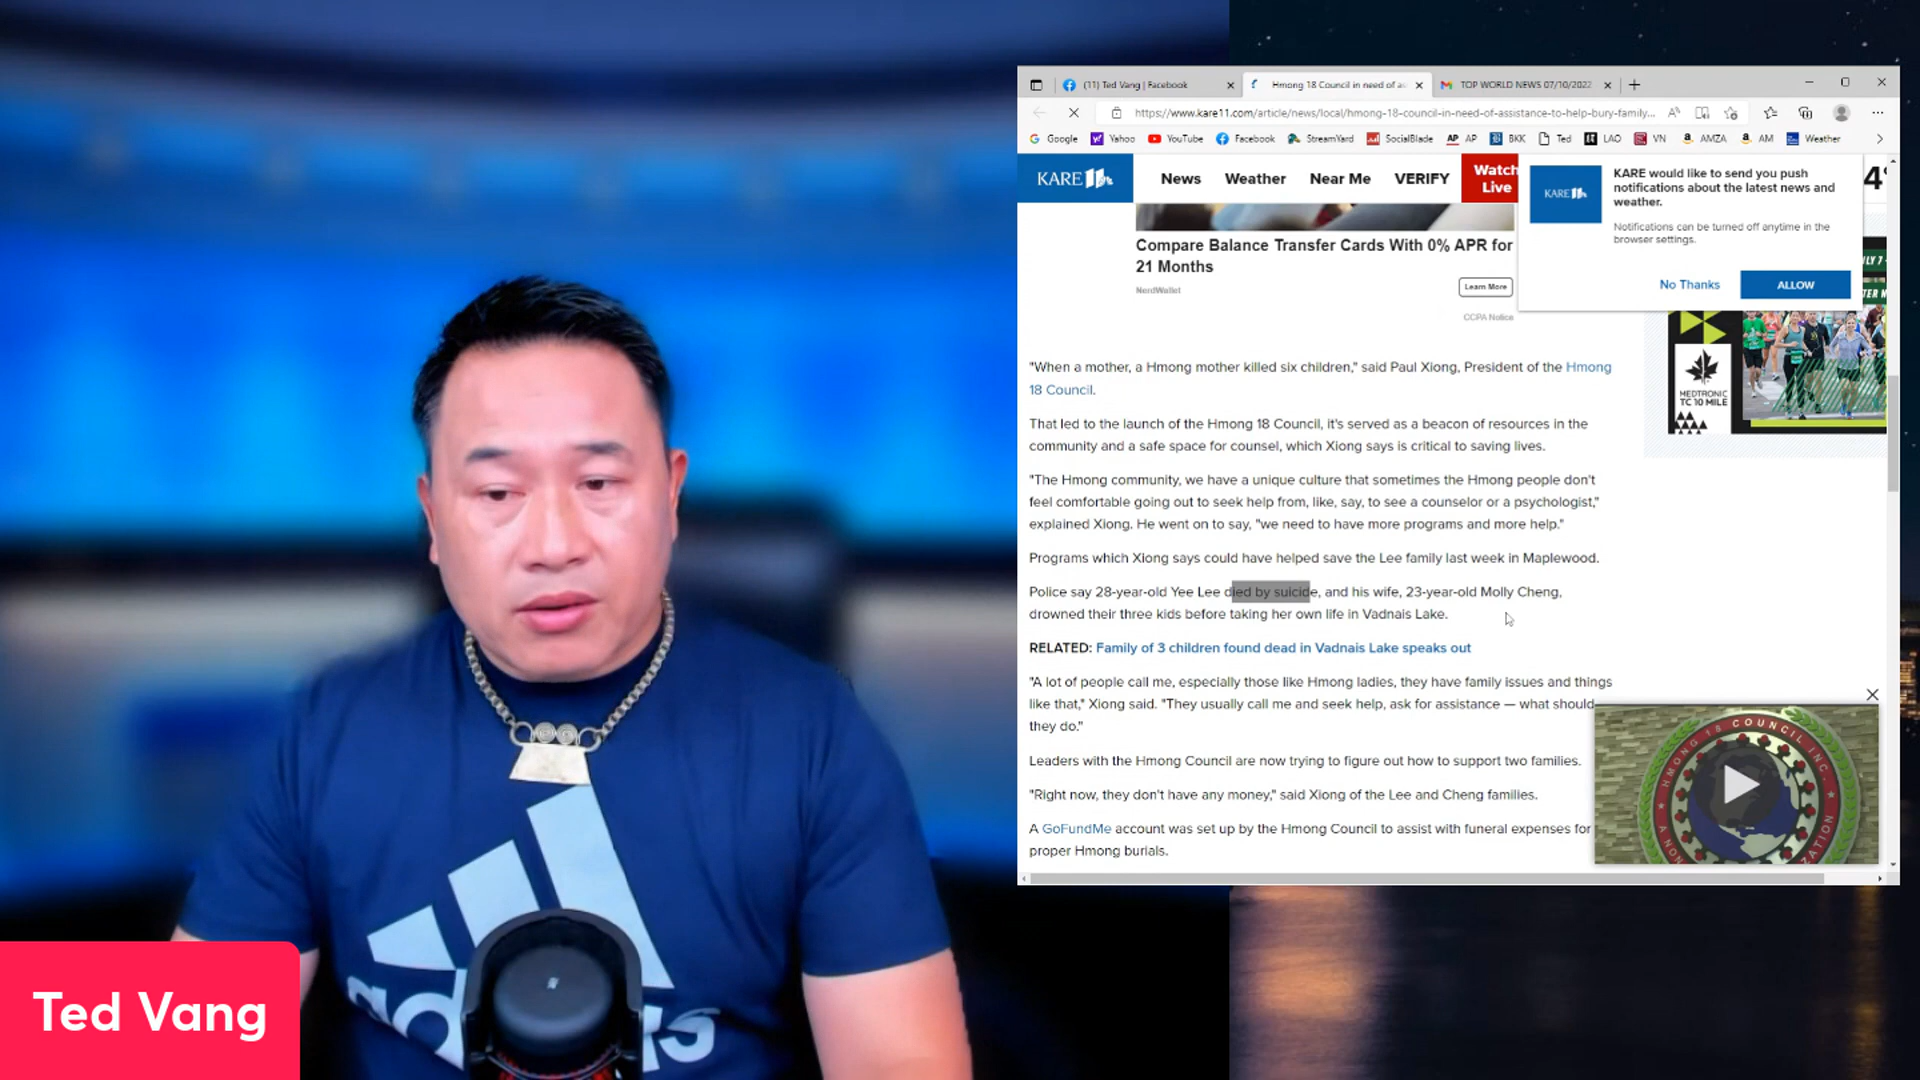 (11) Ted Vang | Facebook
Hmong 18 Council in need of as
TOP WORLD NEWS 07/10/2022
https://www.kare11.com/article/news/local/hmong-18-council-in-need-of-assistance-to-help-bury-family...
Google Yahoo YouTube Facebook StreamYard SocialBlade AP AP BKK Ted LAO VN AMZA AM Weather
KARE 11
News
Weather
Near Me
VERIFY
Watch
Live
4°
KARE 11
KARE would like to send you push
notifications about the latest news and
weather.
Notifications can be turned off anytime in the
browser settings.
No Thanks
ALLOW
Compare Balance Transfer Cards With 0% APR for
21 Months
NerdWallet
Learn More
CCPA Notice
MEDTRONIC
TC 10 MILE
"When a mother, a Hmong mother killed six children," said Paul Xiong, President of the Hmong
18 Council.
That led to the launch of the Hmong 18 Council, it's served as a beacon of resources in the
community and a safe space for counsel, which Xiong says is critical to saving lives.
"The Hmong community, we have a unique culture that sometimes the Hmong people don't
feel comfortable going out to seek help from, like, say, to see a counselor or a psychologist,"
explained Xiong. He went on to say, "we need to have more programs and more help."
Programs which Xiong says could have helped save the Lee family last week in Maplewood.
Police say 28-year-old Yee Lee died by suicide, and his wife, 23-year-old Molly Cheng,
drowned their three kids before taking her own life in Vadnais Lake.
RELATED: Family of 3 children found dead in Vadnais Lake speaks out
"A lot of people call me, especially those like Hmong ladies, they have family issues and things
like that," Xiong said. "They usually call me and seek help, ask for assistance — what should
they do."
Leaders with the Hmong Council are now trying to figure out how to support two families.
"Right now, they don't have any money," said Xiong of the Lee and Cheng families.
A GoFundMe account was set up by the Hmong Council to assist with funeral expenses for
proper Hmong burials.
HMONG 18 COUNCIL INC.
Ted Vang